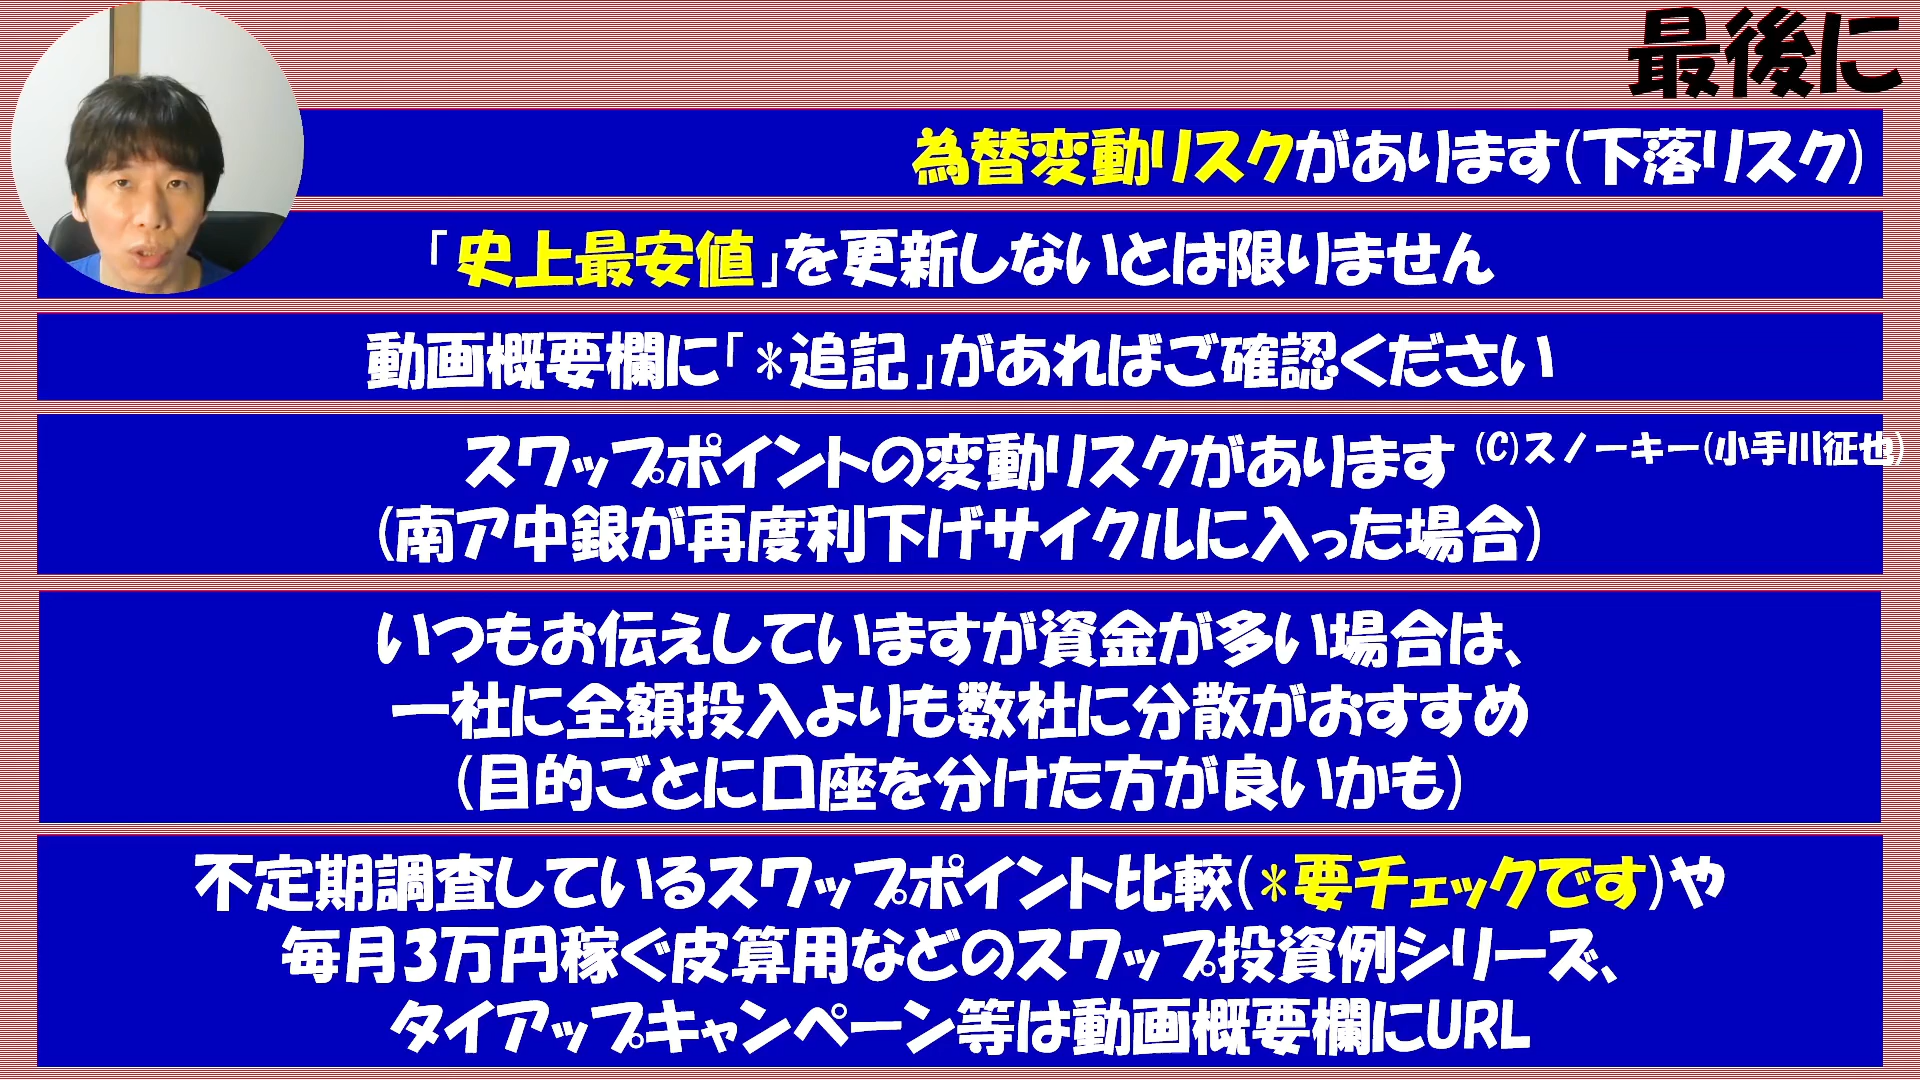 最後に
為替変動リスクがあります(下落リスク)
「史上最安値」を更新しないとは限りません
動画概要欄に「*追記」があればご確認ください
スワップポイントの変動リスクがあります
(C)スノーキー(小手川征也)
(南ア中銀が再度利下げサイクルに入った場合)
いつもお伝えしていますが資金が多い場合は、
一社に全額投入よりも数社に分散がおすすめ
(目的ごとに口座を分けた方が良いかも)
不定期調査しているスワップポイント比較(*要チェックです)や
毎月3万円稼ぐ皮算用などのスワップ投資例シリーズ、
タイアップキャンペーン等は動画概要欄にURL